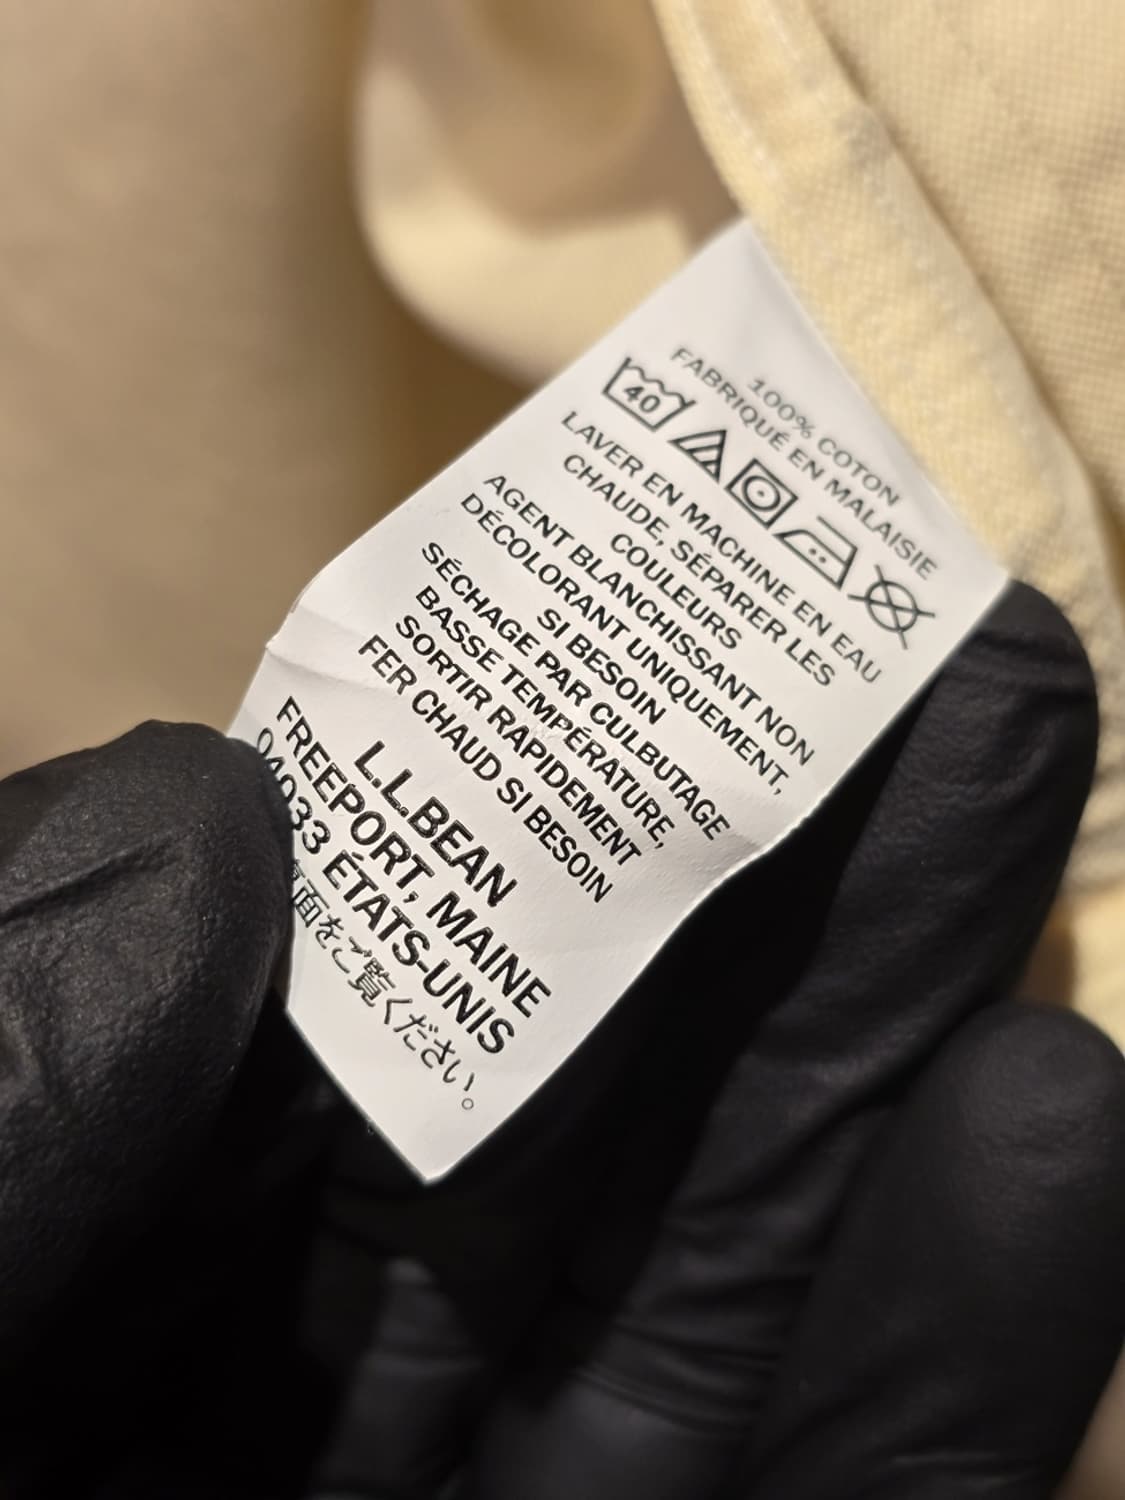 100% COTON
FABRIQUÉ EN MALAISIE
40
LAVER EN MACHINE EN EAU
CHAUDE, SÉPARER LES
COULEURS
AGENT BLANCHISSANT NON
DÉCOLORANT UNIQUEMENT,
SI BESOIN
SÉCHAGE PAR CULBUTAGE
BASSE TEMPÉRATURE,
SORTIR RAPIDEMENT
FER CHAUD SI BESOIN
L.L.BEAN
FREEPORT, MAINE
04033 ÉTATS-UNIS
面をご覧ください。